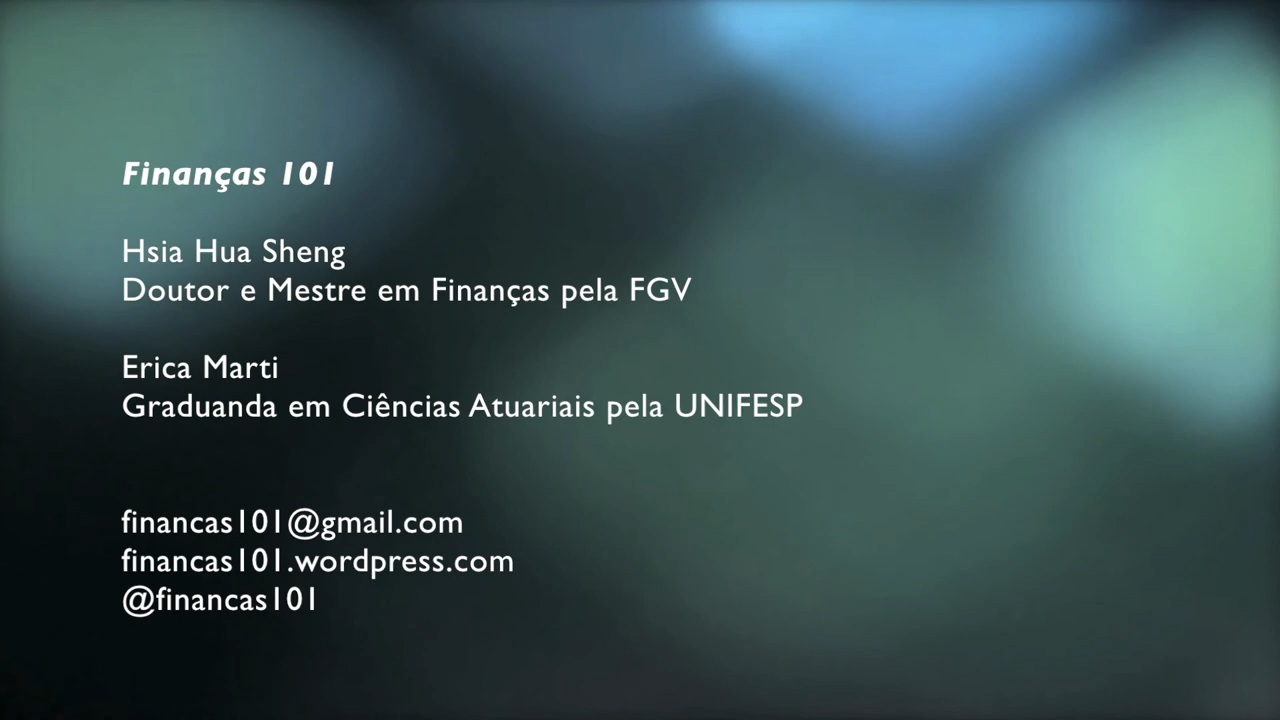 Finanças 101
Hsia Hua Sheng
Doutor e Mestre em Finanças pela FGV
Erica Marti
Graduanda em Ciências Atuariais pela UNIFESP
financas101@gmail.com
financas101.wordpress.com
@financas101